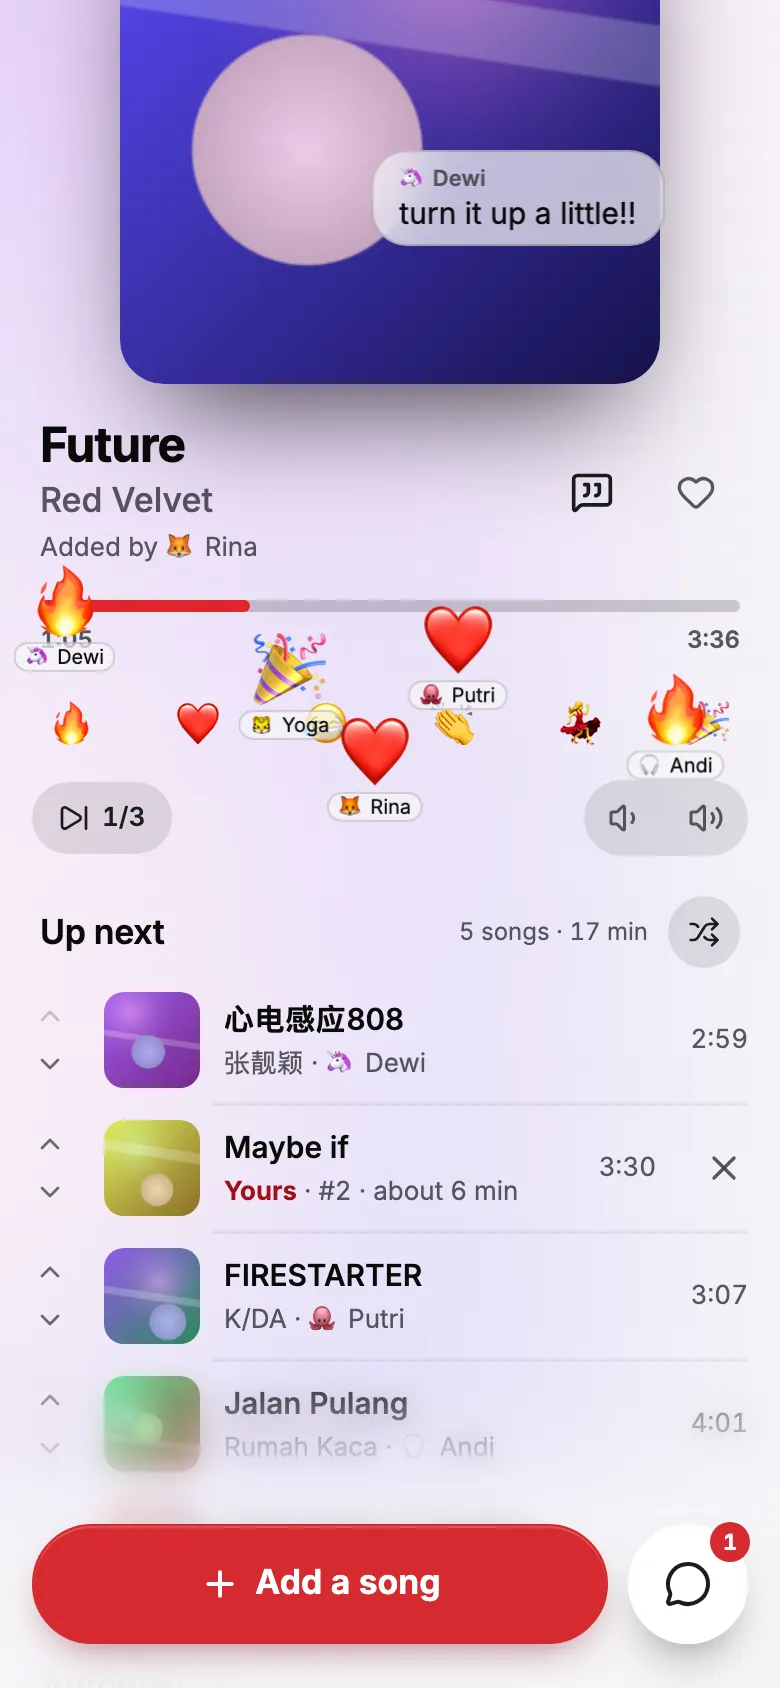 Dewi
turn it up a little!!
Future
Red Velvet
Added by Rina
1:05
3:36
Dewi
Putri
Yoga
Andi
Rina
1/3
Up next
5 songs · 17 min
心电感应808
张靓颖 · Dewi
2:59
Maybe if
Yours · #2 · about 6 min
3:30
FIRESTARTER
K/DA · Putri
3:07
Jalan Pulang
Rumah Kaca · Andi
4:01
Add a song
1